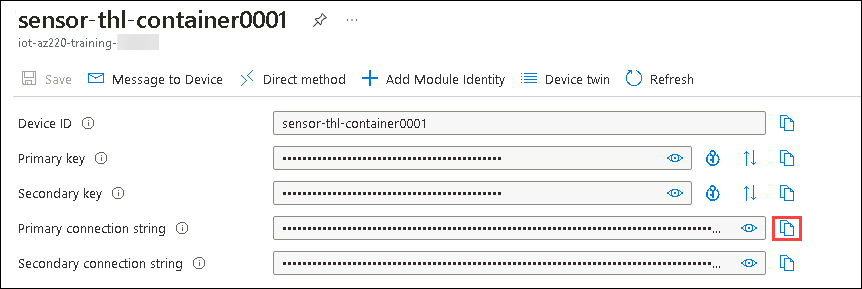 sensor-thl-container0001 ...
iot-az220-training-
Save Message to Device Direct method Add Module Identity Device twin Refresh
Device ID sensor-thl-container0001
Primary key
Secondary key
Primary connection string ...
Secondary connection string ...